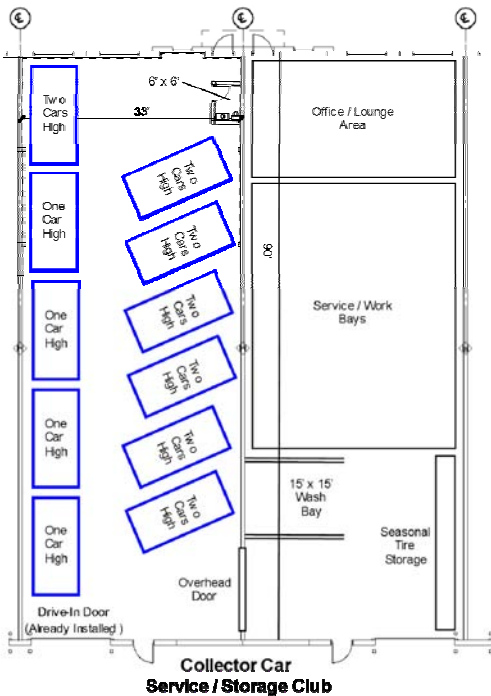 ℄
℄
℄
6' x 6'
33'
Two
Cars
High
Office / Lounge
Area
Two
Cars
High
One
Car
High
Two
Cars
High
90'
One
Car
High
Two
Cars
High
Service / Work
Bays
Two
Cars
High
One
Car
High
Two
Cars
High
One
Car
High
Two
Cars
High
15' x 15'
Wash
Bay
Seasonal
Tire
Storage
Overhead
Door
Drive-In Door
(Already Installed )
Collector Car
Service / Storage Club